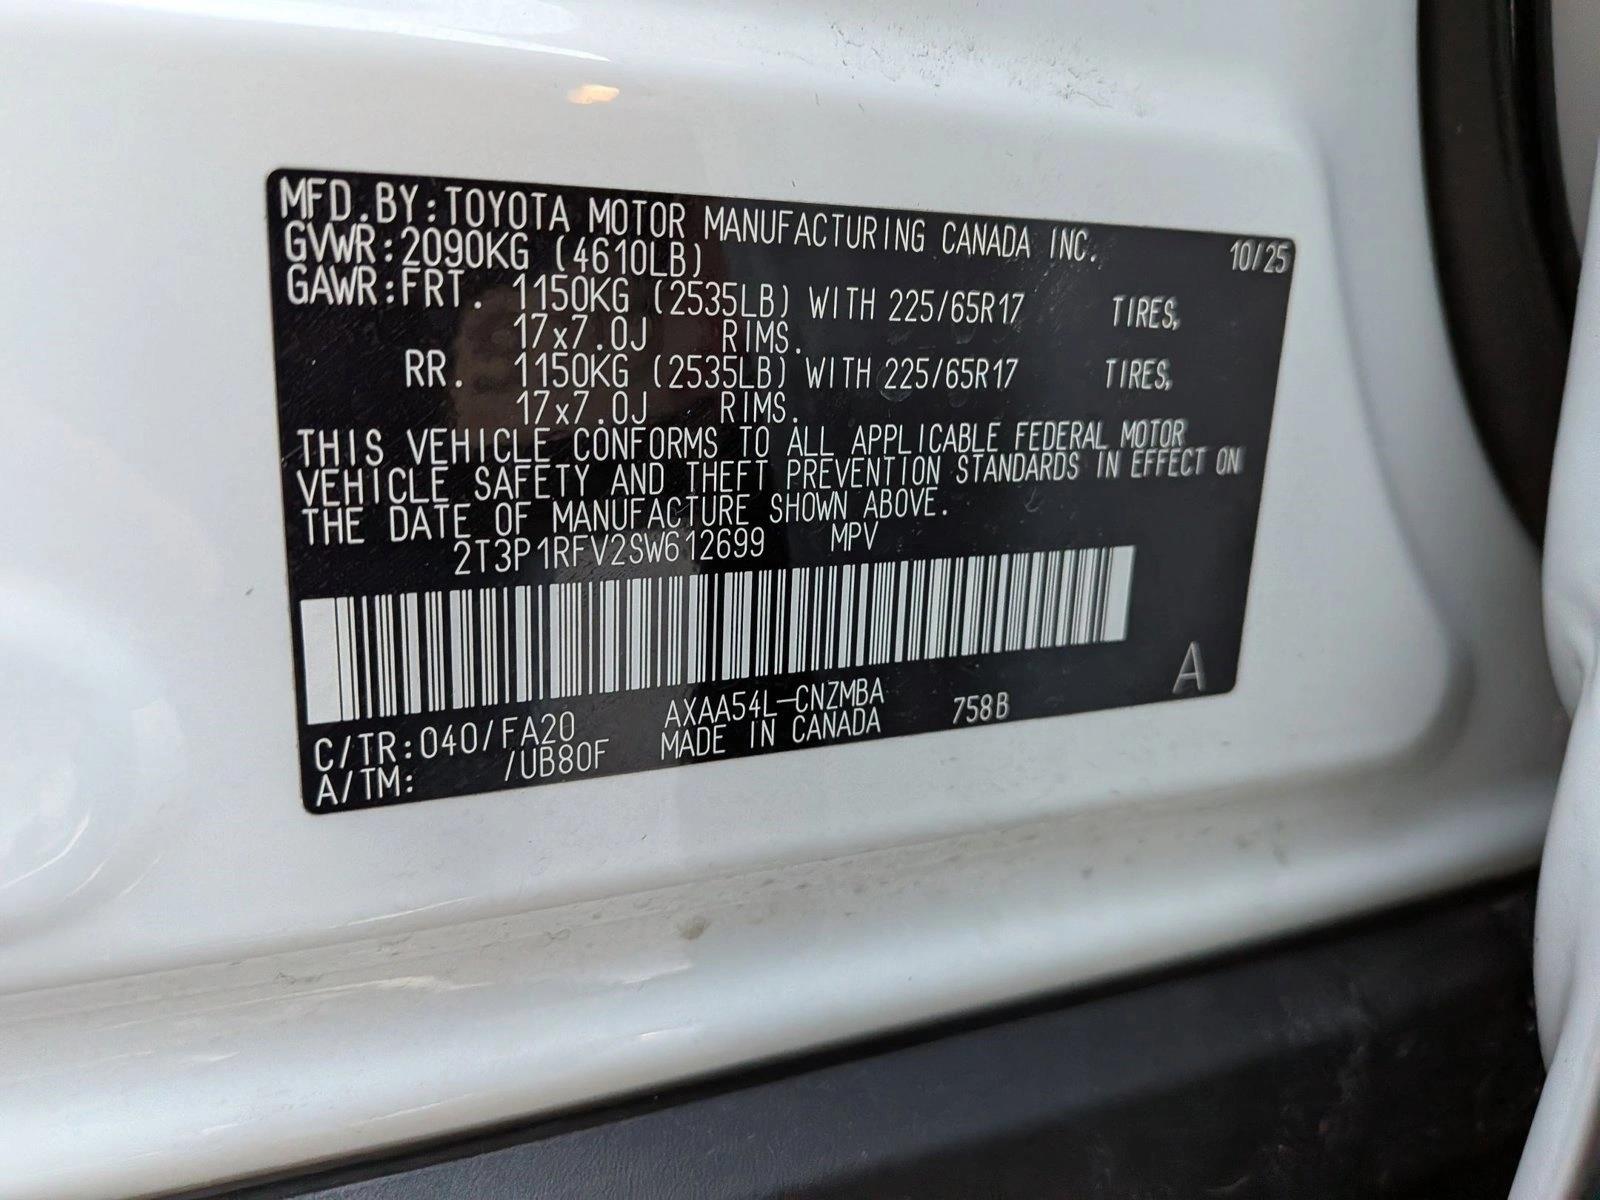 MFD.BY:TOYOTA MOTOR MANUFACTURING CANADA INC. 10/25
GVWR:2090KG (4610LB)
GAWR:FRT. 1150KG (2535LB) WITH 225/65R17 TIRES,
17x7.0J RIMS.
RR. 1150KG (2535LB) WITH 225/65R17 TIRES,
17x7.0J RIMS.
THIS VEHICLE CONFORMS TO ALL APPLICABLE FEDERAL MOTOR
VEHICLE SAFETY AND THEFT PREVENTION STANDARDS IN EFFECT ON
THE DATE OF MANUFACTURE SHOWN ABOVE.
2T3P1RFV2SW612699 MPV
A
C/TR:040/FA20 AXAA54L-CNZMBA 758B
A/TM: /UB80F MADE IN CANADA